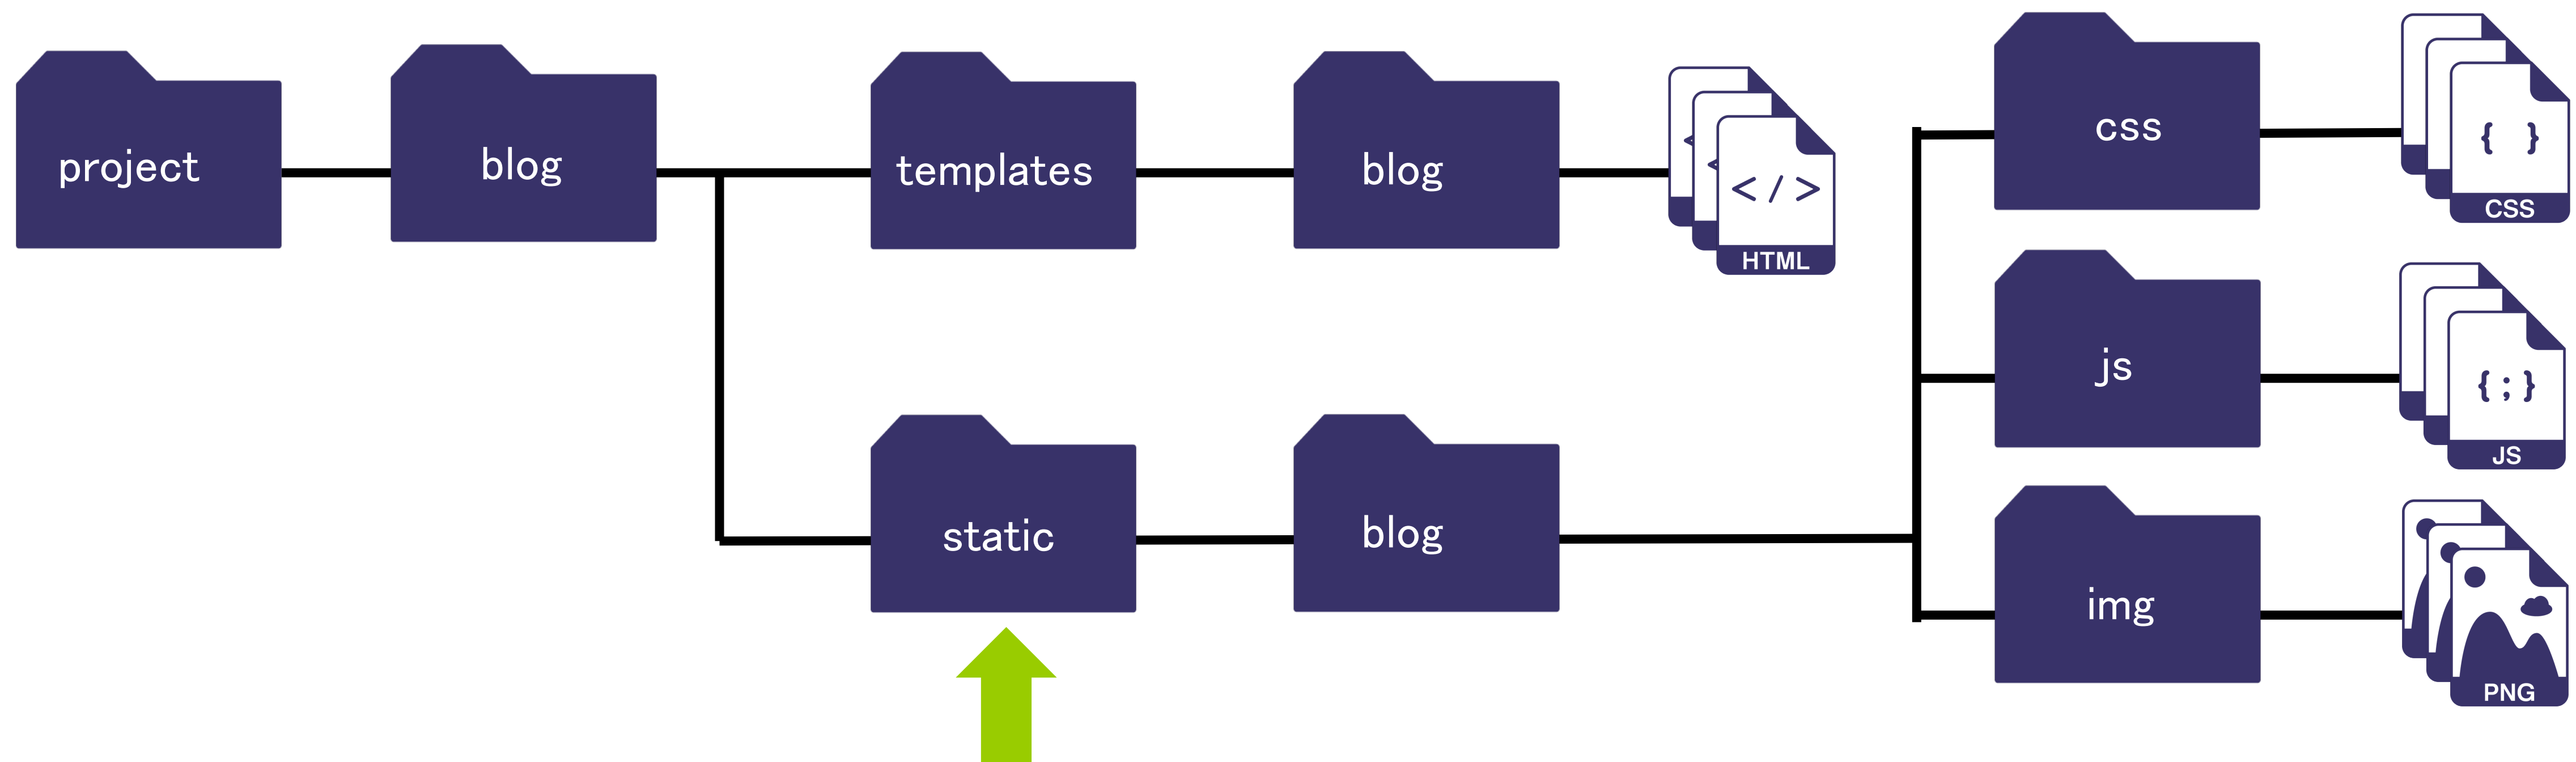 project
blog
templates
blog
</>
HTML
css
{ }
CSS
js
{ ; }
JS
static
blog
img
PNG